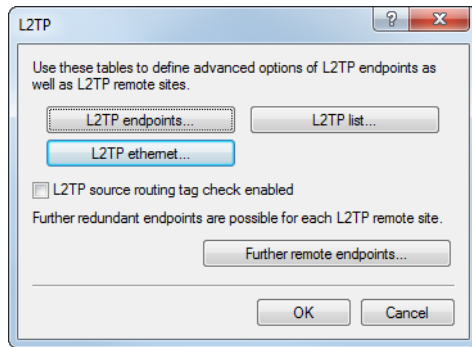 L2TP
Use these tables to define advanced options of L2TP endpoints as
well as L2TP remote sites.
L2TP endpoints... L2TP list...
L2TP ethernet...
L2TP source routing tag check enabled
Further redundant endpoints are possible for each L2TP remote site.
Further remote endpoints...
OK Cancel